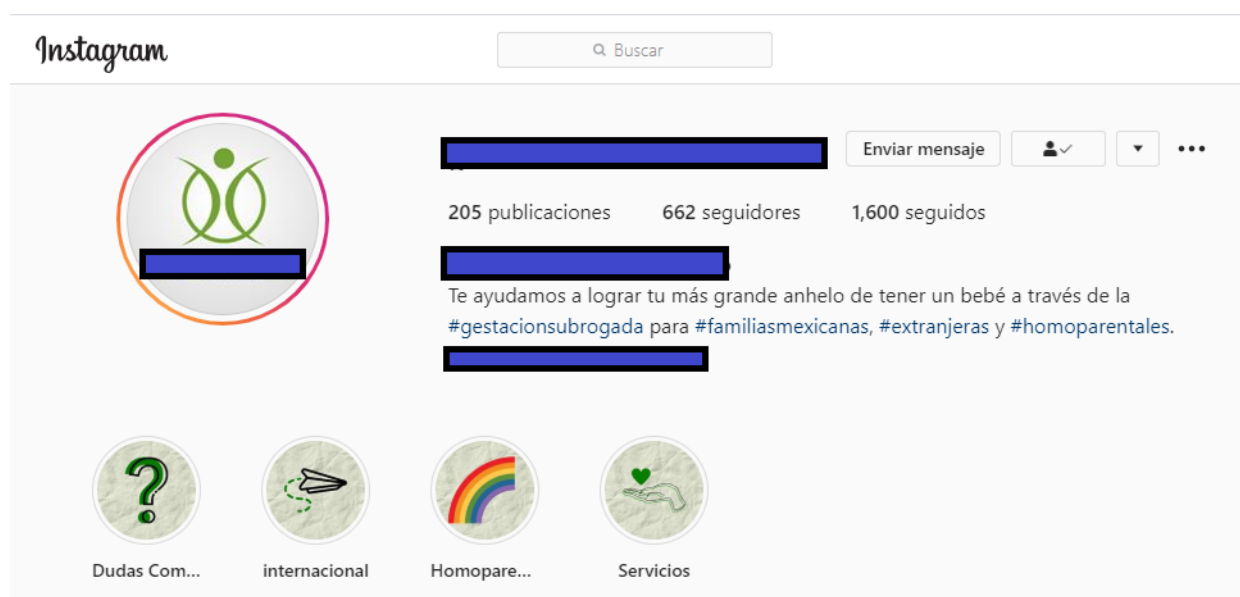 Instagram
Buscar
Enviar mensaje
205 publicaciones 662 seguidores 1,600 seguidos
Te ayudamos a lograr tu más grande anhelo de tener un bebé a través de la
#gestacionsubrogada para #familiasmexicanas, #extranjeras y #homoparentales.
Dudas Com... internacional Homopare... Servicios